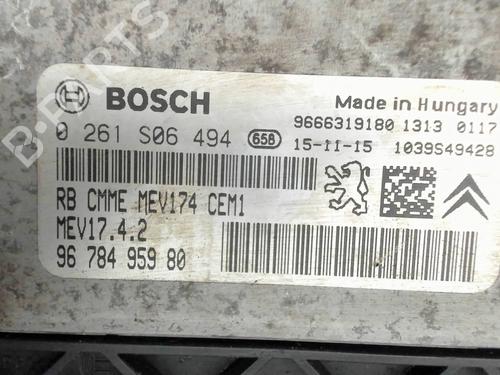 BOSCH
Made in Hungary
0 261 S06 494 658
9666319180 1313 0117
15-11-15 1039S49428
RB CMME MEV174 CEM1
MEV17.4.2
96 784 959 80
B-PARTS